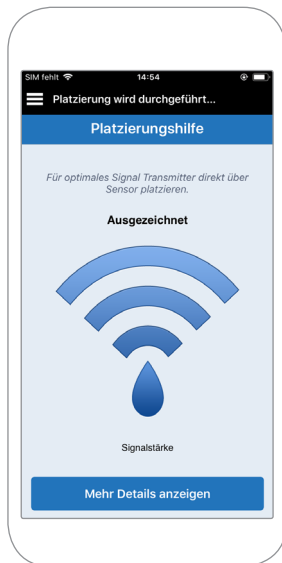 SIM fehlt 14:54
Platzierung wird durchgeführt...
Platzierungshilfe
Für optimales Signal Transmitter direkt über
Sensor platzieren.
Ausgezeichnet
Signalstärke
Mehr Details anzeigen